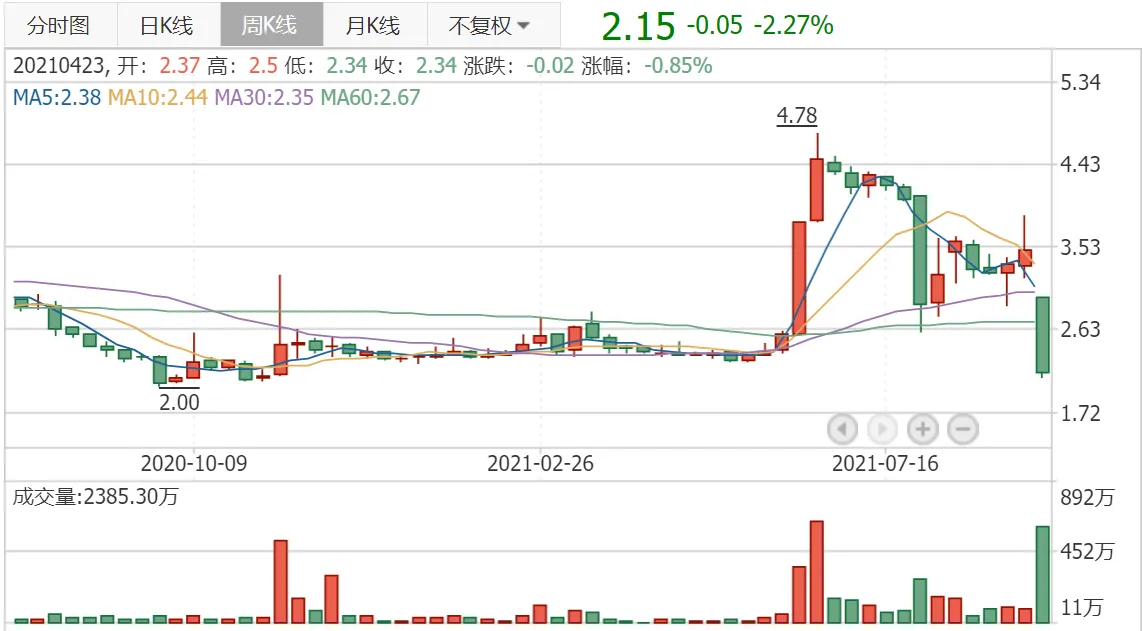 分时图 日K线 周K线 月K线 不复权 2.15 -0.05 -2.27%
20210423, 开: 2.37 高: 2.5 低: 2.34 收: 2.34 涨跌: -0.02 涨幅: -0.85%
MA5:2.38 MA10:2.44 MA30:2.35 MA60:2.67
5.34
4.78
4.43
3.53
2.63
2.00
1.72
2020-10-09 2021-02-26 2021-07-16
成交量:2385.30万
892万
452万
11万